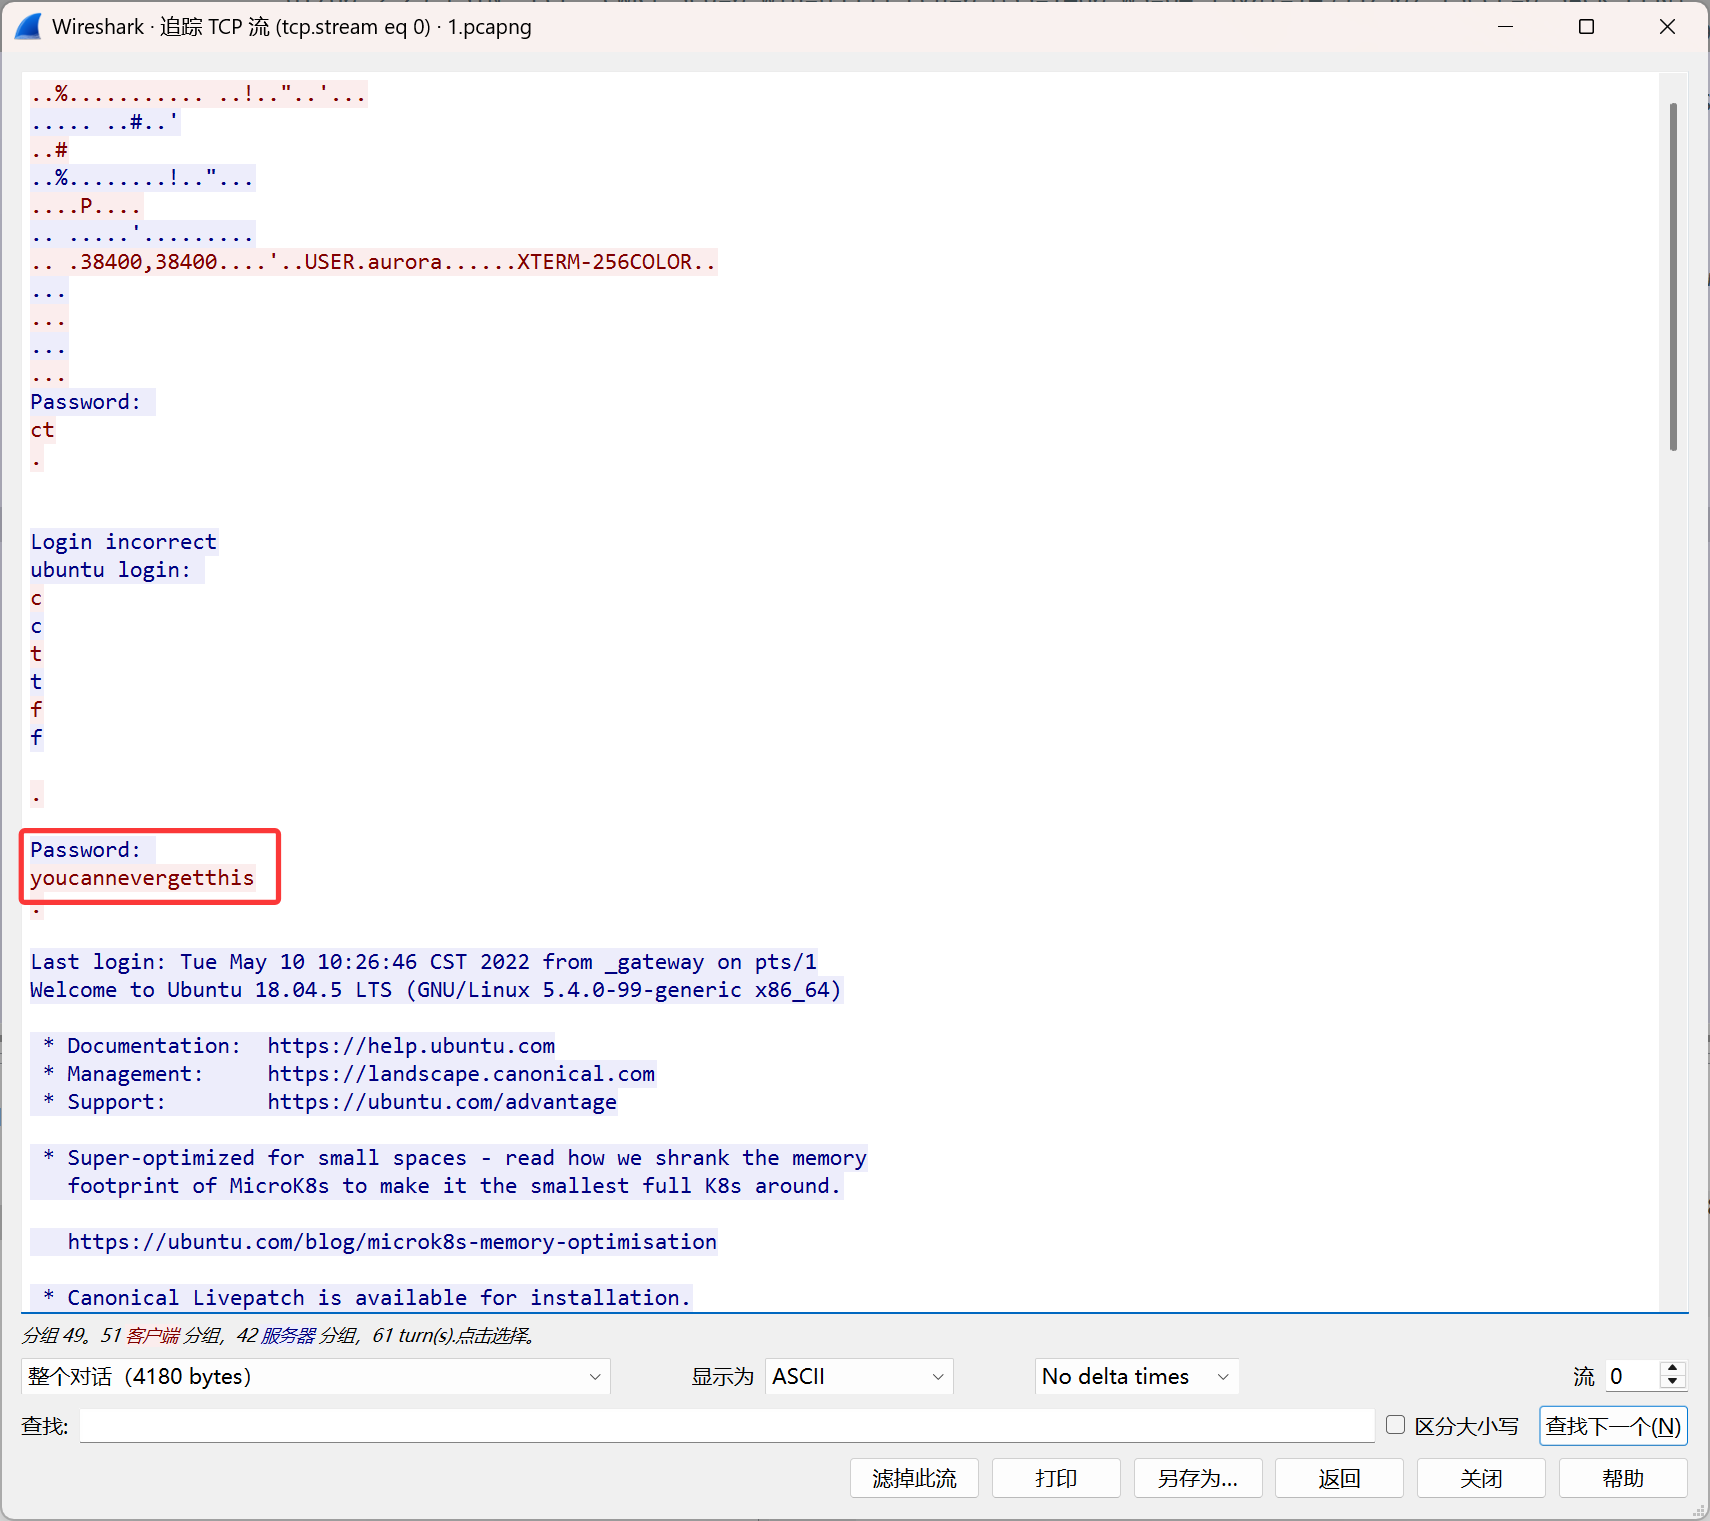 Wireshark · 追踪 TCP 流 (tcp.stream eq 0) · 1.pcapng
..%........... ..!.."..'...
..... ..#..'
..#
..%........!.."...
....P....
.. .....'.........
.. .38400,38400....'..USER.aurora......XTERM-256COLOR..
...
...
...
...
Password:
ct
.
Login incorrect
ubuntu login:
c
c
t
t
f
f
.
Password:
youcannevergetthis
.
Last login: Tue May 10 10:26:46 CST 2022 from _gateway on pts/1
Welcome to Ubuntu 18.04.5 LTS (GNU/Linux 5.4.0-99-generic x86_64)
* Documentation:  https://help.ubuntu.com
* Management:     https://landscape.canonical.com
* Support:        https://ubuntu.com/advantage
* Super-optimized for small spaces - read how we shrank the memory
footprint of MicroK8s to make it the smallest full K8s around.
https://ubuntu.com/blog/microk8s-memory-optimisation
* Canonical Livepatch is available for installation.
分组 49。51 客户端 分组，42 服务器 分组，61 turn(s).点击选择。
整个对话（4180 bytes） 显示为 ASCII No delta times 流 0
查找: 区分大小写 查找下一个(N)
滤掉此流 打印 另存为… 返回 关闭 帮助